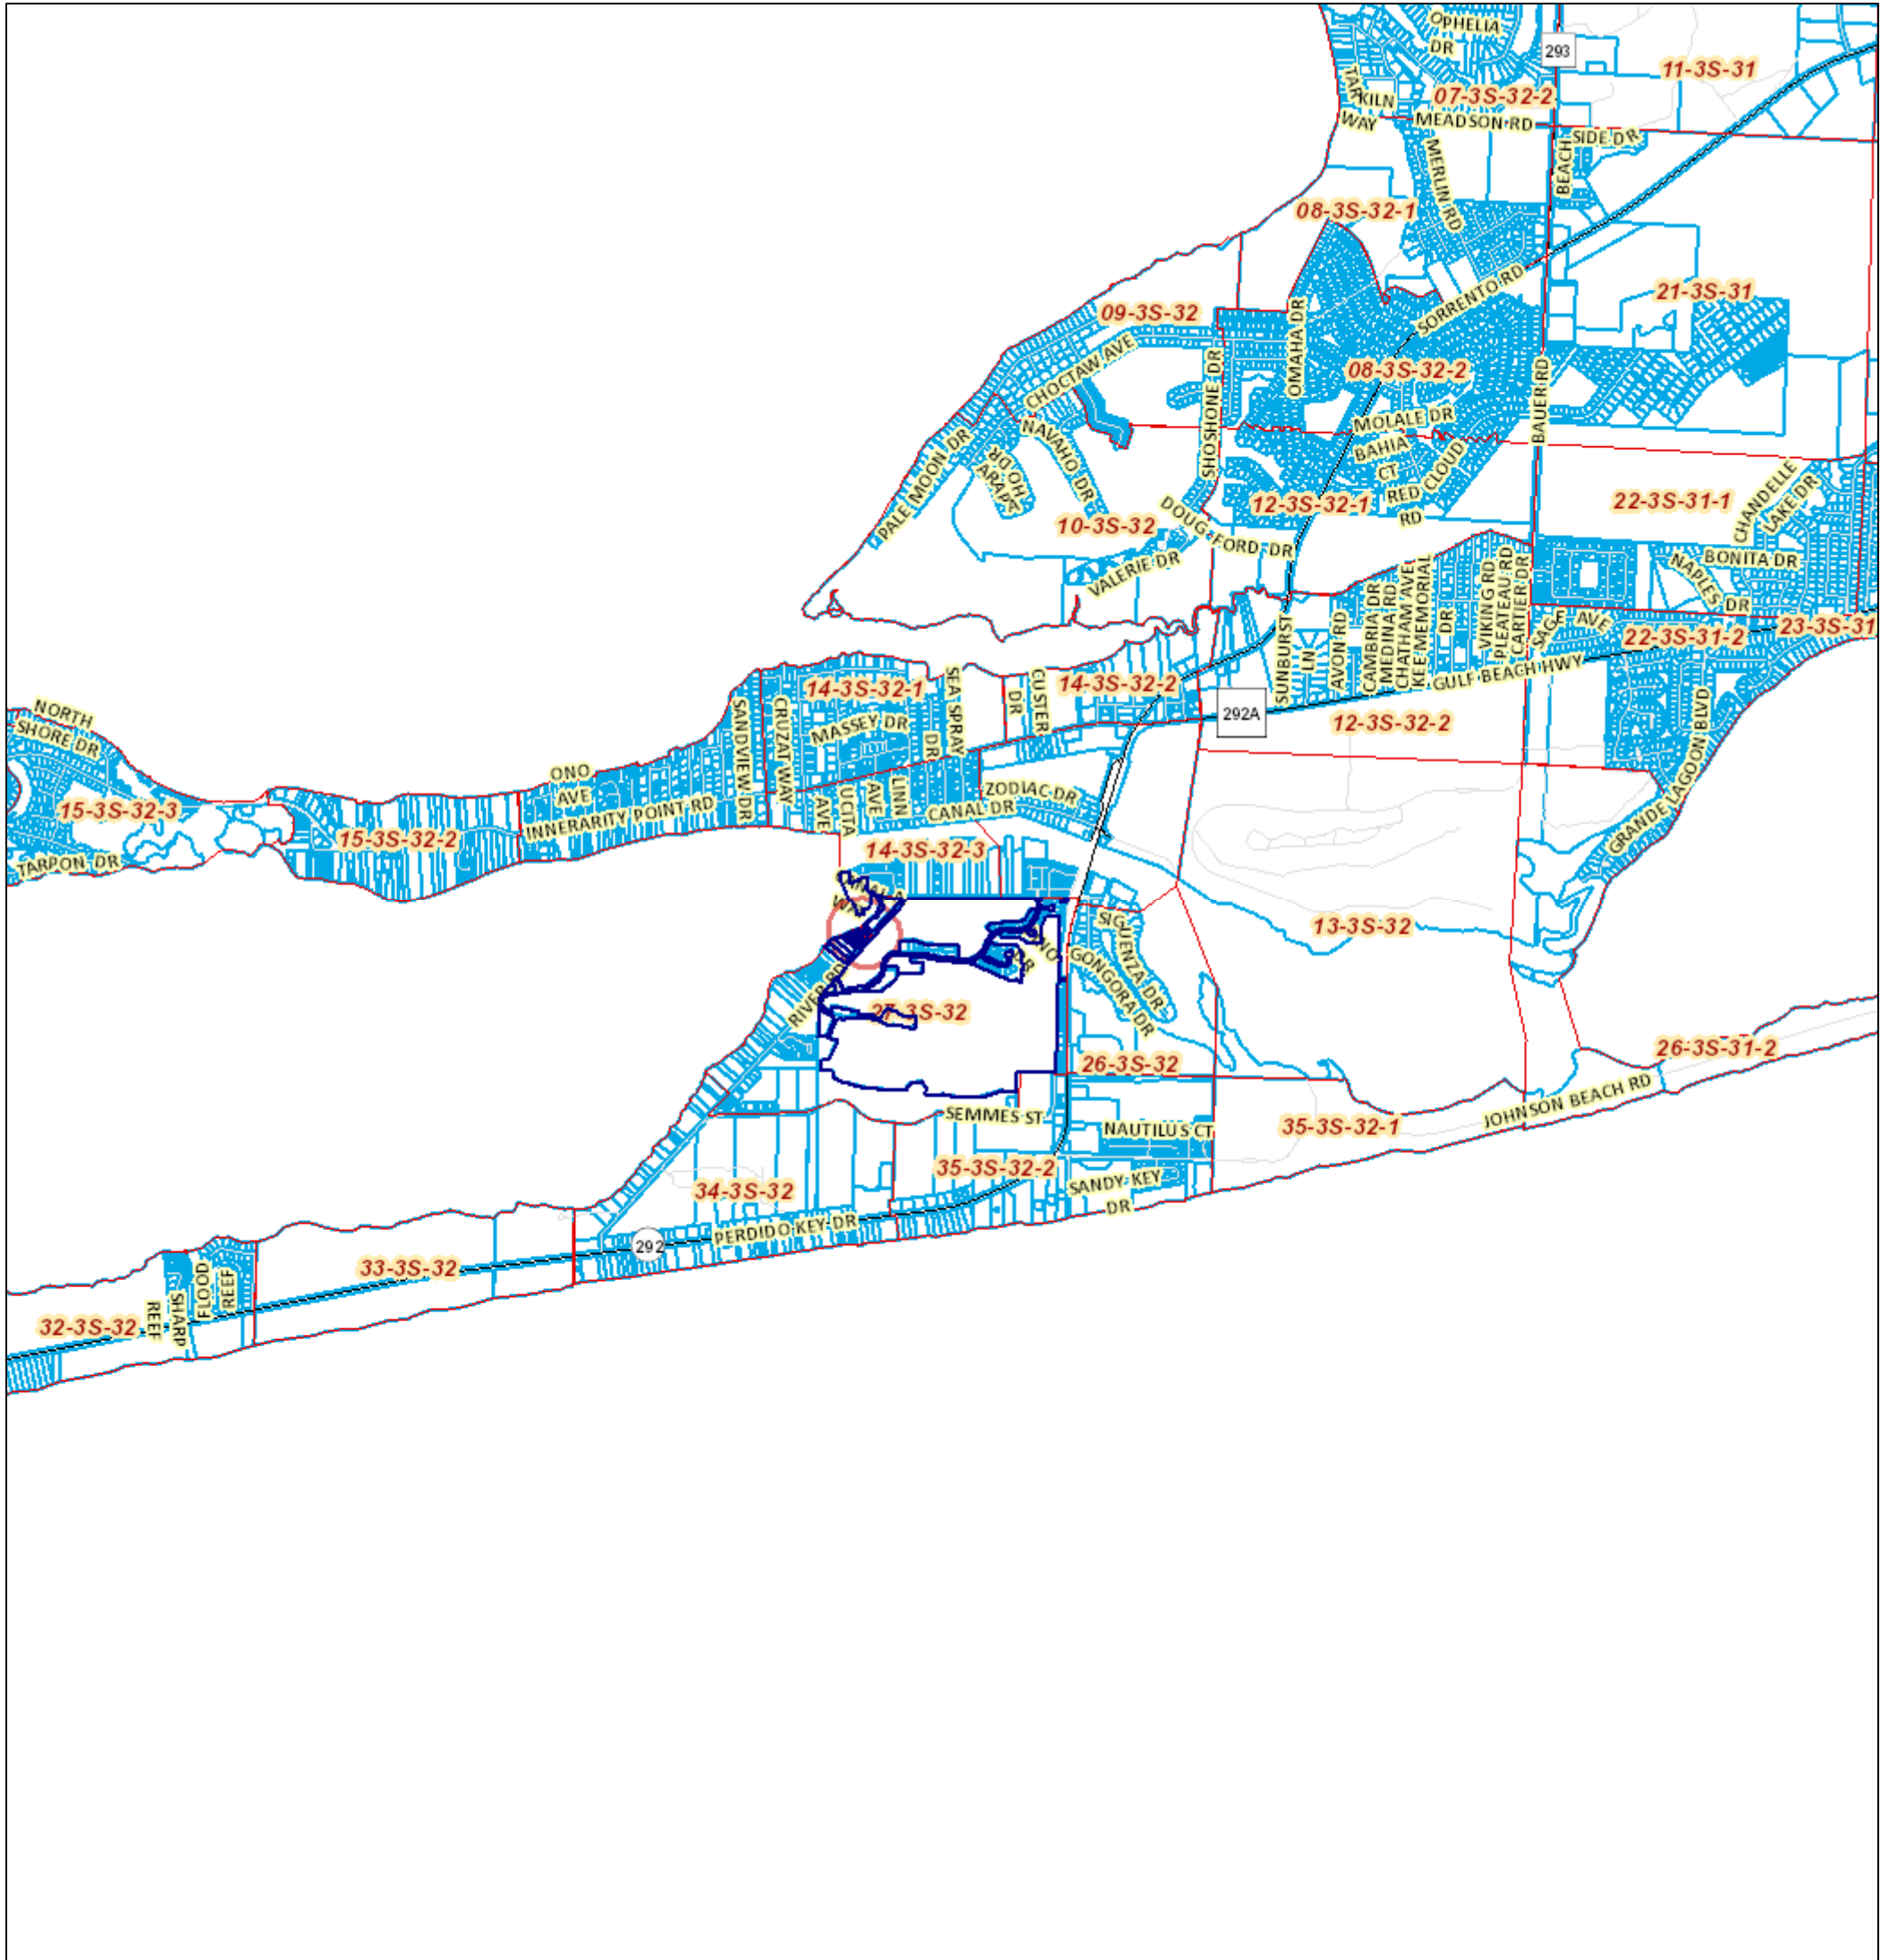 OPHELIA
DR
293
11-3S-31
TAR
KILN
WAY
07-3S-32-2
MEADSON RD
SIDE DR
BEACH
MERLIN RD
08-3S-32-1
SORRENTO RD
21-3S-31
09-3S-32
CHOCTAW AVE
OMAHA DR
SHOSHONE DR
08-3S-32-2
BAUER RD
MOLALE DR
BAHIA
CT
RED CLOUD
RD
PALE MOON DR
NAVAHO DR
ARAPA
HO DR
10-3S-32
DOUG FORD DR
VALERIE DR
12-3S-32-1
22-3S-31-1
CHANDELLE
LAKE DR
BONITA DR
NAPLES
DR
SAGE AVE
22-3S-31-2
23-3S-31
SUNBURST
LN
AVON RD
CAMBRIA DR
MEDINA RD
CHATHAM AVE
KEE MEMORIAL
DR
VIKING RD
PLEATEAU RD
CARTIER DR
GULF BEACH HWY
292A
12-3S-32-2
14-3S-32-1
14-3S-32-2
SEA SPRAY
DR
CUSTER
DR
MASSEY DR
CRUZAT WAY
SANDVIEW DR
NORTH
SHORE DR
15-3S-32-3
TARPON DR
15-3S-32-2
ONO
AVE
INNERARITY POINT RD
LUCITA
AVE
LINN
AVE
CANAL DR
ZODIAC DR
GRANDE LAGOON BLVD
14-3S-32-3
WAY
13-3S-32
SIGUENZA DR
GONGORA DR
DR
RIVER RD
27-3S-32
26-3S-32
26-3S-31-2
JOHNSON BEACH RD
SEMMES ST
NAUTILUS CT
35-3S-32-1
35-3S-32-2
SANDY KEY
DR
34-3S-32
PERDIDO KEY DR
292
33-3S-32
FLOOD
REEF
SHARP
REEF
32-3S-32